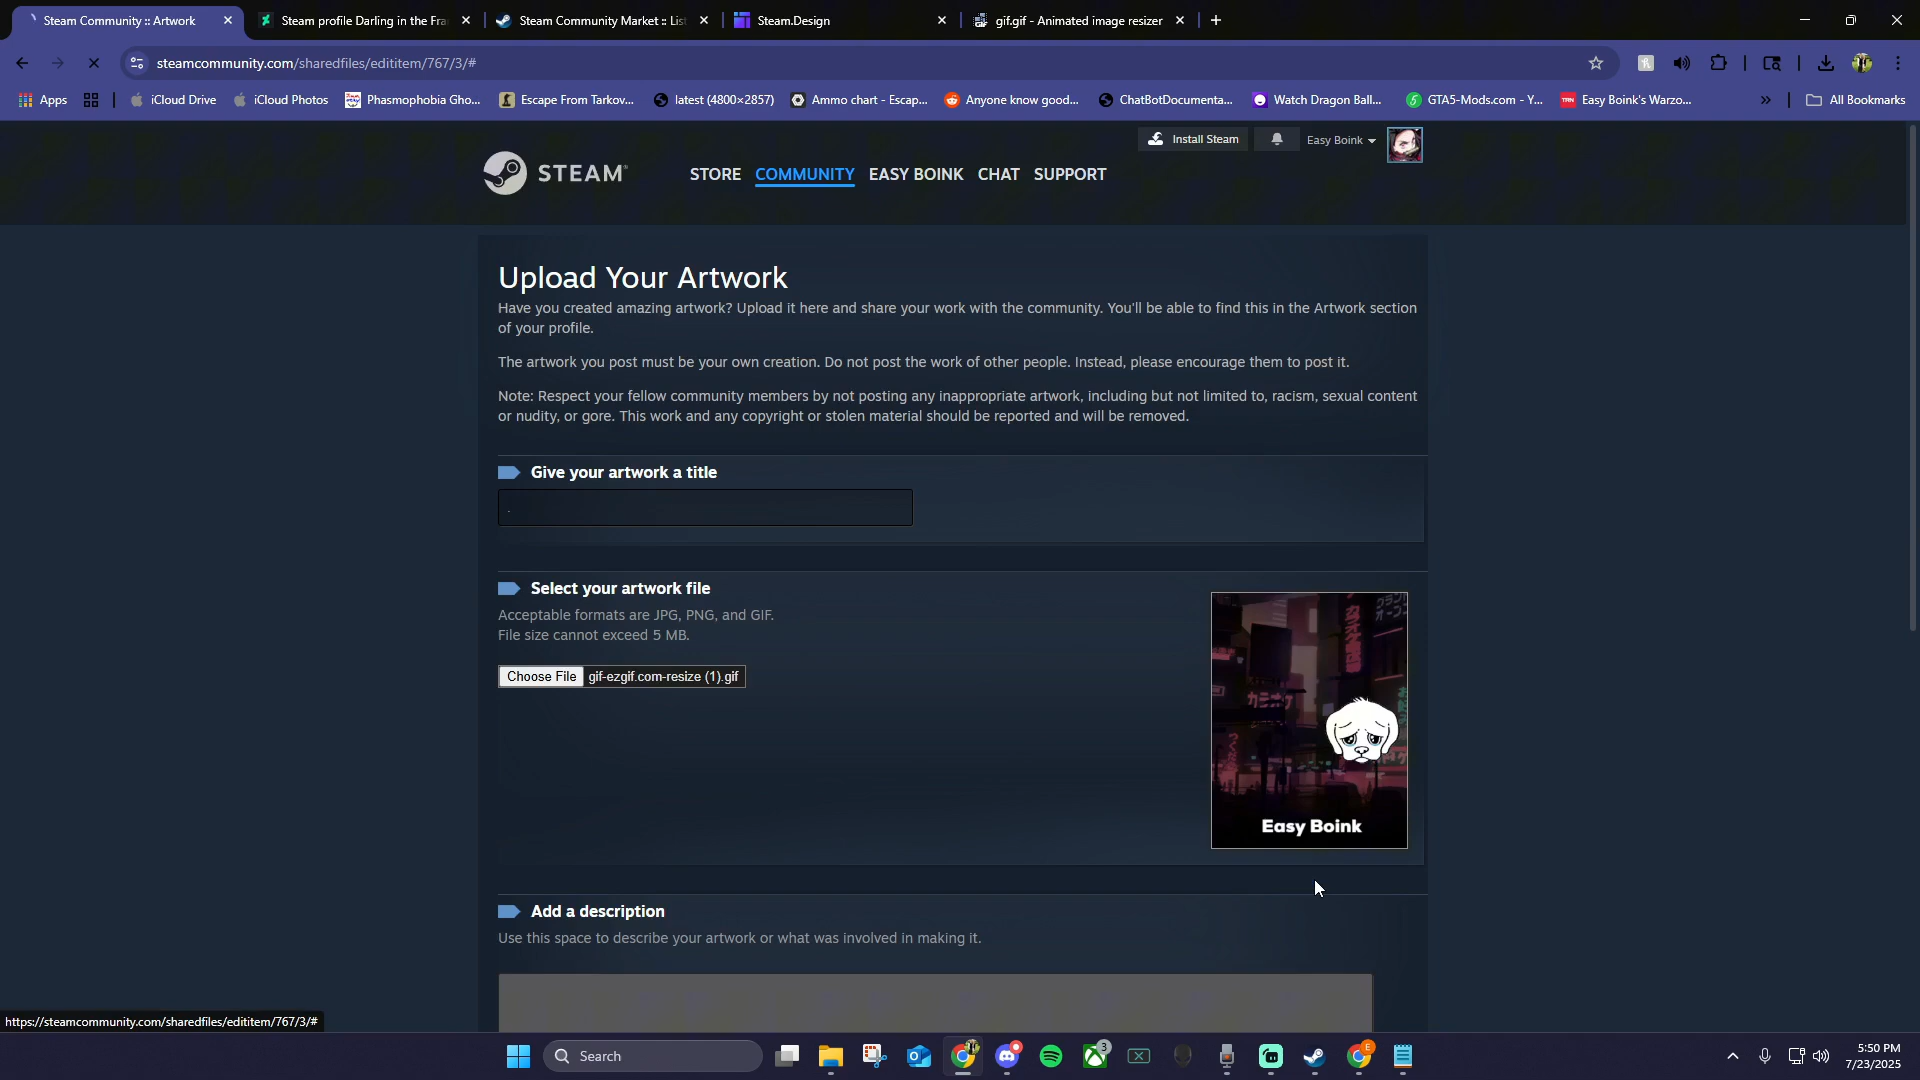 Steam Community :: Artwork
Steam profile Darling in the Fra
Steam Community Market :: List
Steam.Design
gif.gif - Animated image resizer
steamcommunity.com/sharedfiles/edititem/767/3/#
Apps
iCloud Drive
iCloud Photos
Phasmophobia Gho...
Escape From Tarkov...
latest (4800×2857)
Ammo chart - Escap...
Anyone know good...
ChatBotDocumenta...
Watch Dragon Ball...
GTA5-Mods.com - Y...
Easy Boink's Warzo...
All Bookmarks
Install Steam
Easy Boink
STEAM
STORE COMMUNITY EASY BOINK CHAT SUPPORT
Upload Your Artwork
Have you created amazing artwork? Upload it here and share your work with the community. You'll be able to find this in the Artwork section
of your profile.
The artwork you post must be your own creation. Do not post the work of other people. Instead, please encourage them to post it.
Note: Respect your fellow community members by not posting any inappropriate artwork, including but not limited to, racism, sexual content
or nudity, or gore. This work and any copyright or stolen material should be reported and will be removed.
Give your artwork a title
.
Select your artwork file
Acceptable formats are JPG, PNG, and GIF.
File size cannot exceed 5 MB.
Choose File gif-ezgif.com-resize (1).gif
カラオケ
Easy Boink
Add a description
Use this space to describe your artwork or what was involved in making it.
https://steamcommunity.com/sharedfiles/edititem/767/3/#
Search
3
E
5:50 PM
7/23/2025